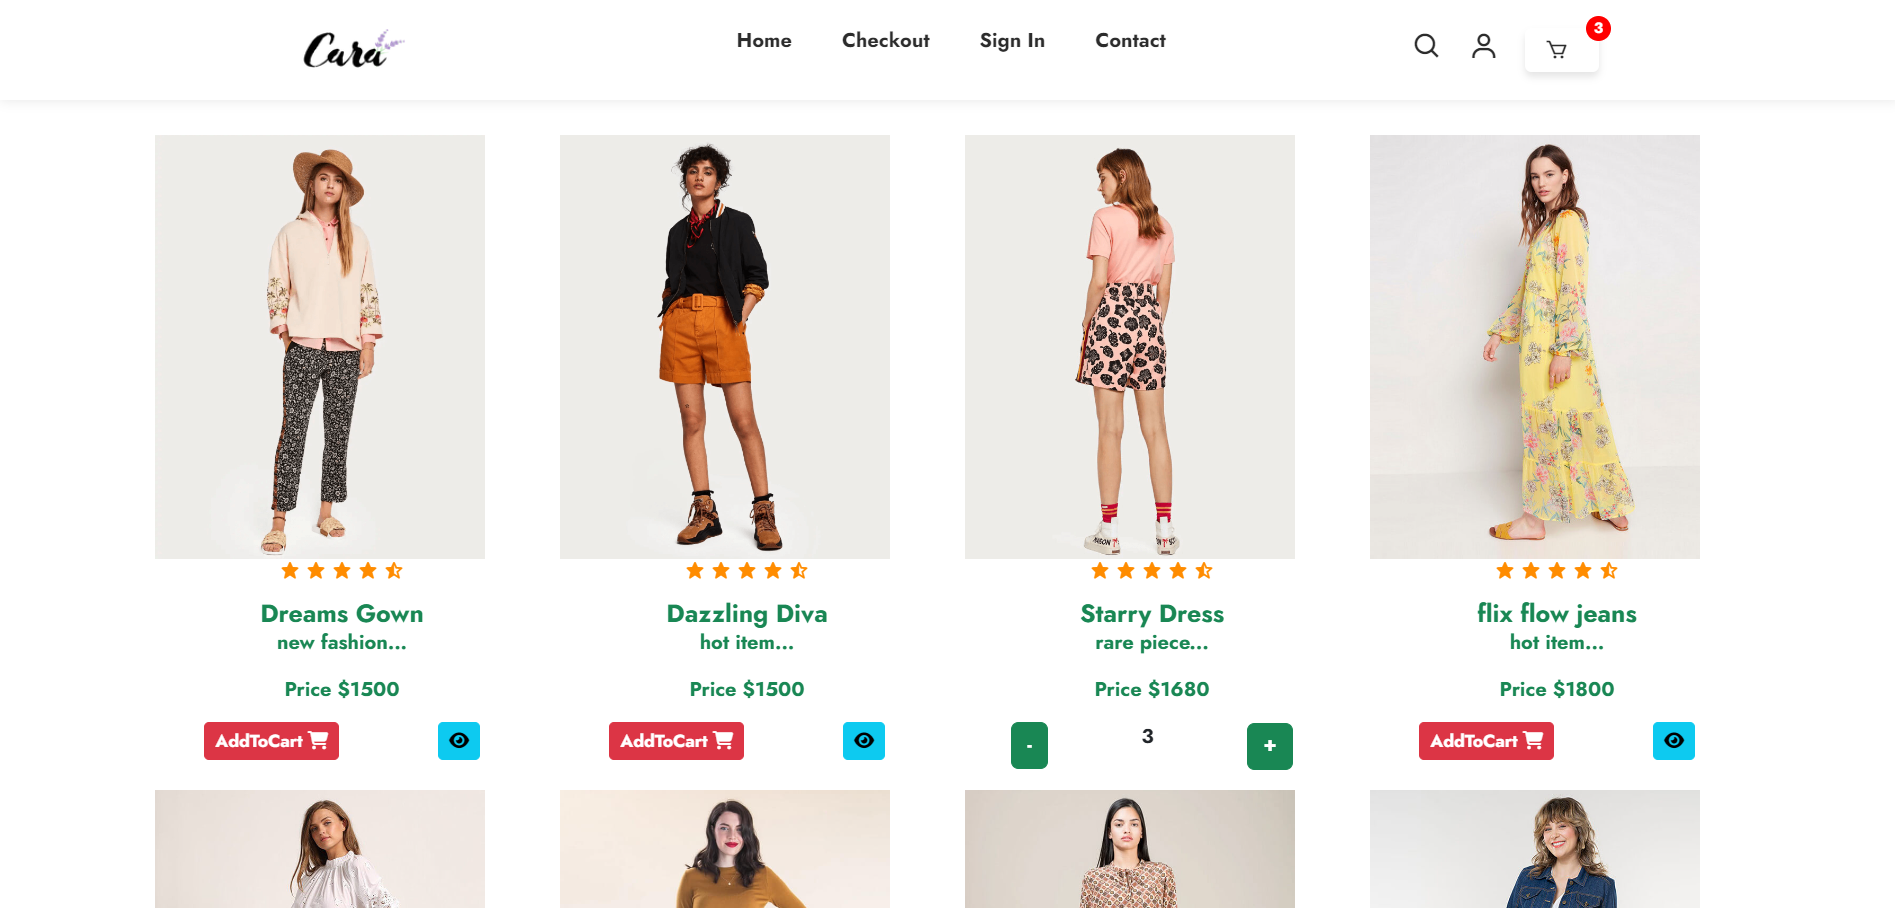 Cara
Home
Checkout
Sign In
Contact
3
Dreams Gown
new fashion...
Price $1500
AddToCart
Dazzling Diva
hot item...
Price $1500
AddToCart
Starry Dress
rare piece...
Price $1680
-
3
+
flix flow jeans
hot item...
Price $1800
AddToCart